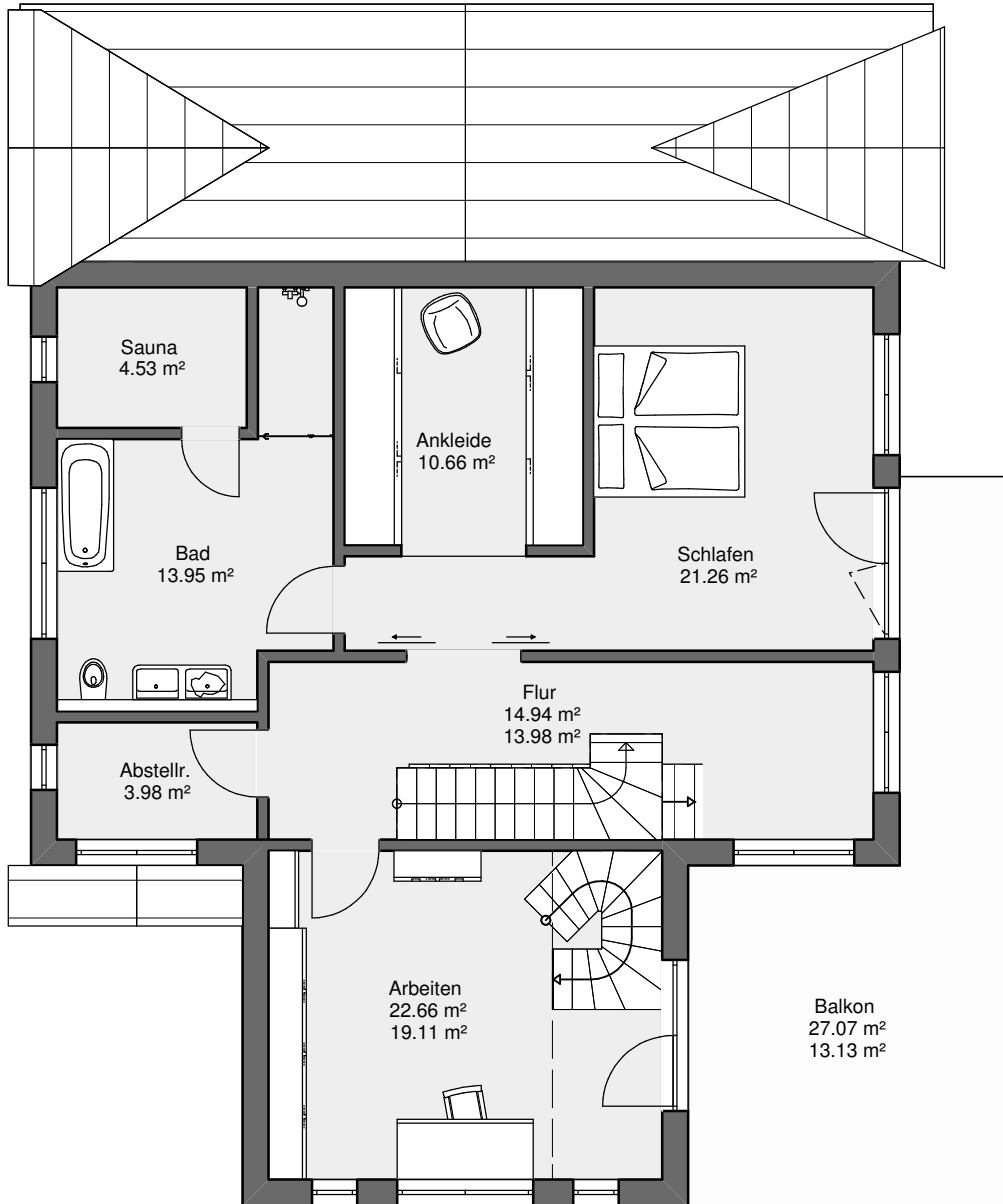 Sauna
4.53 m²
Ankleide
10.66 m²
Bad
13.95 m²
Schlafen
21.26 m²
Flur
14.94 m²
13.98 m²
Abstellr.
3.98 m²
Arbeiten
22.66 m²
19.11 m²
Balkon
27.07 m²
13.13 m²